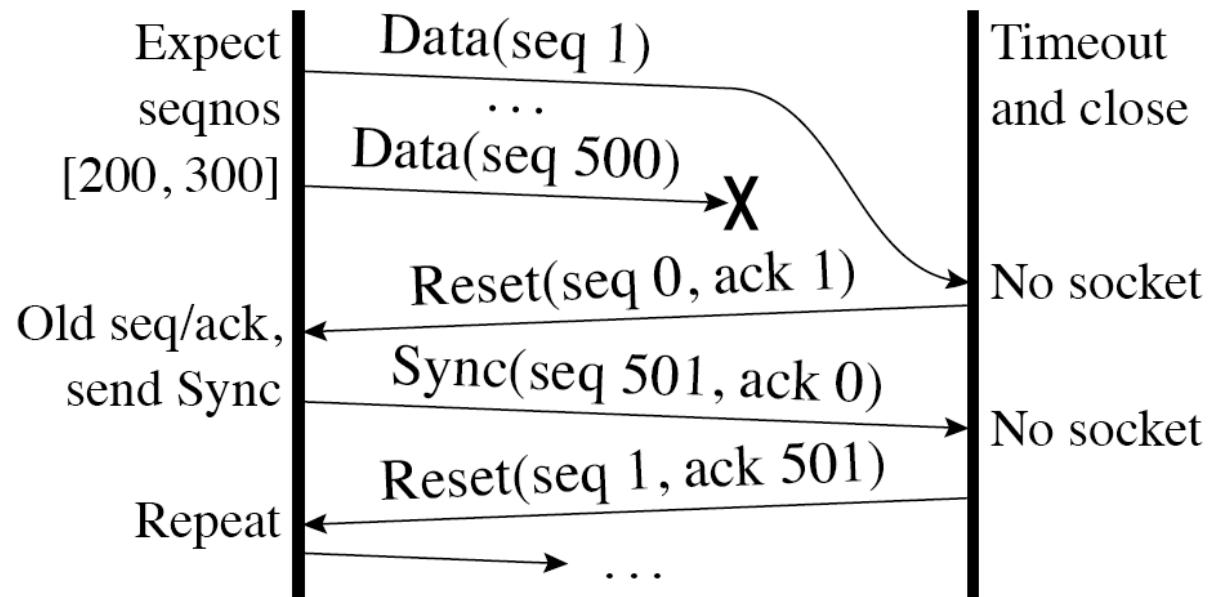 Expect
seqnos
[200, 300]
Data(seq 1)
...
Data(seq 500)
X
Timeout
and close
Reset(seq 0, ack 1)
No socket
Old seq/ack,
send Sync
Sync(seq 501, ack 0)
No socket
Reset(seq 1, ack 501)
Repeat
...